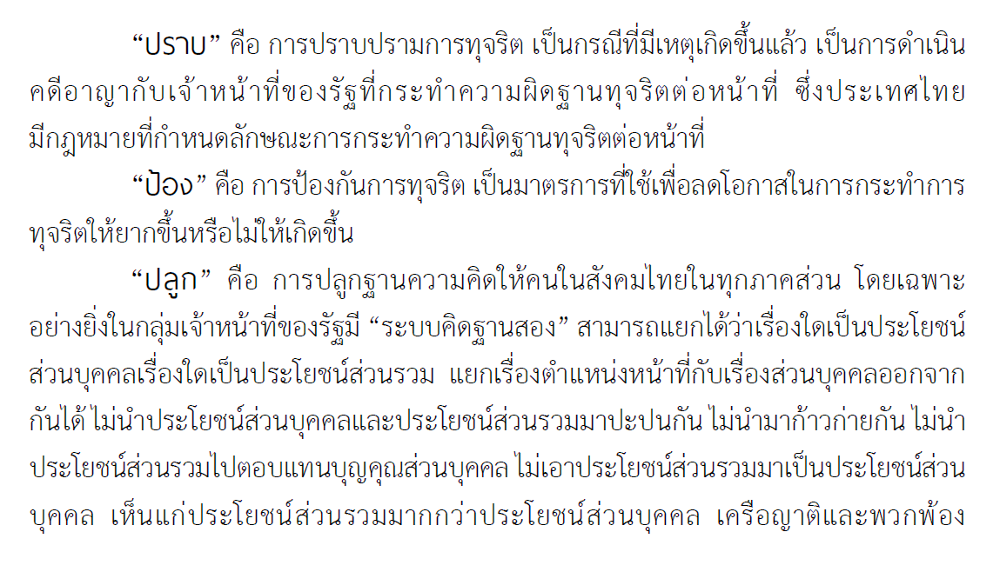 “ปราบ” คือ การปราบปรามการทุจริต เป็นกรณีที่มีเหตุเกิดขึ้นแล้ว เป็นการดำเนิน
คดีอาญากับเจ้าหน้าที่ของรัฐที่กระทำความผิดฐานทุจริตต่อหน้าที่ ซึ่งประเทศไทย
มีกฎหมายที่กำหนดลักษณะการกระทำความผิดฐานทุจริตต่อหน้าที่
“ป้อง” คือ การป้องกันการทุจริต เป็นมาตรการที่ใช้เพื่อลดโอกาสในการกระทำการ
ทุจริตให้ยากขึ้นหรือไม่ให้เกิดขึ้น
“ปลูก” คือ การปลูกฐานความคิดให้คนในสังคมไทยในทุกภาคส่วน โดยเฉพาะ
อย่างยิ่งในกลุ่มเจ้าหน้าที่ของรัฐมี “ระบบคิดฐานสอง” สามารถแยกได้ว่าเรื่องใดเป็นประโยชน์
ส่วนบุคคลเรื่องใดเป็นประโยชน์ส่วนรวม แยกเรื่องตำแหน่งหน้าที่กับเรื่องส่วนบุคคลออกจาก
กันได้ ไม่นำประโยชน์ส่วนบุคคลและประโยชน์ส่วนรวมมาปะปนกัน ไม่นำมาก้าวก่ายกัน ไม่นำ
ประโยชน์ส่วนรวมไปตอบแทนบุญคุณส่วนบุคคล ไม่เอาประโยชน์ส่วนรวมมาเป็นประโยชน์ส่วน
บุคคล เห็นแก่ประโยชน์ส่วนรวมมากกว่าประโยชน์ส่วนบุคคล เครือญาติและพวกพ้อง